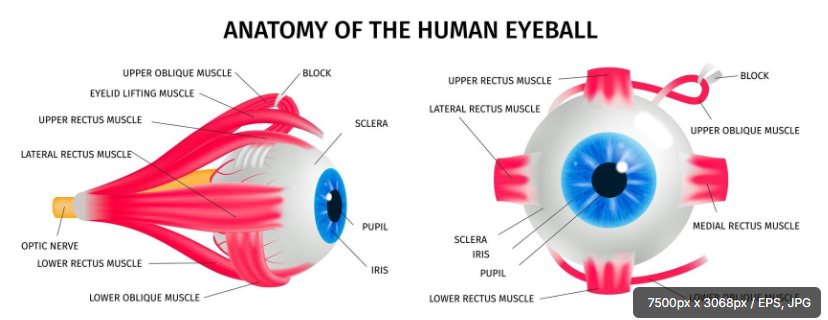 ANATOMY OF THE HUMAN EYEBALL
UPPER OBLIQUE MUSCLE
BLOCK
EYELID LIFTING MUSCLE
UPPER RECTUS MUSCLE
SCLERA
LATERAL RECTUS MUSCLE
PUPIL
OPTIC NERVE
LOWER RECTUS MUSCLE
IRIS
LOWER OBLIQUE MUSCLE
UPPER RECTUS MUSCLE
BLOCK
LATERAL RECTUS MUSCLE
UPPER OBLIQUE MUSCLE
MEDIAL RECTUS MUSCLE
SCLERA
IRIS
PUPIL
LOWER RECTUS MUSCLE
LOWER OBLIQUE MUSCLE
7500px x 3068px / EPS, JPG